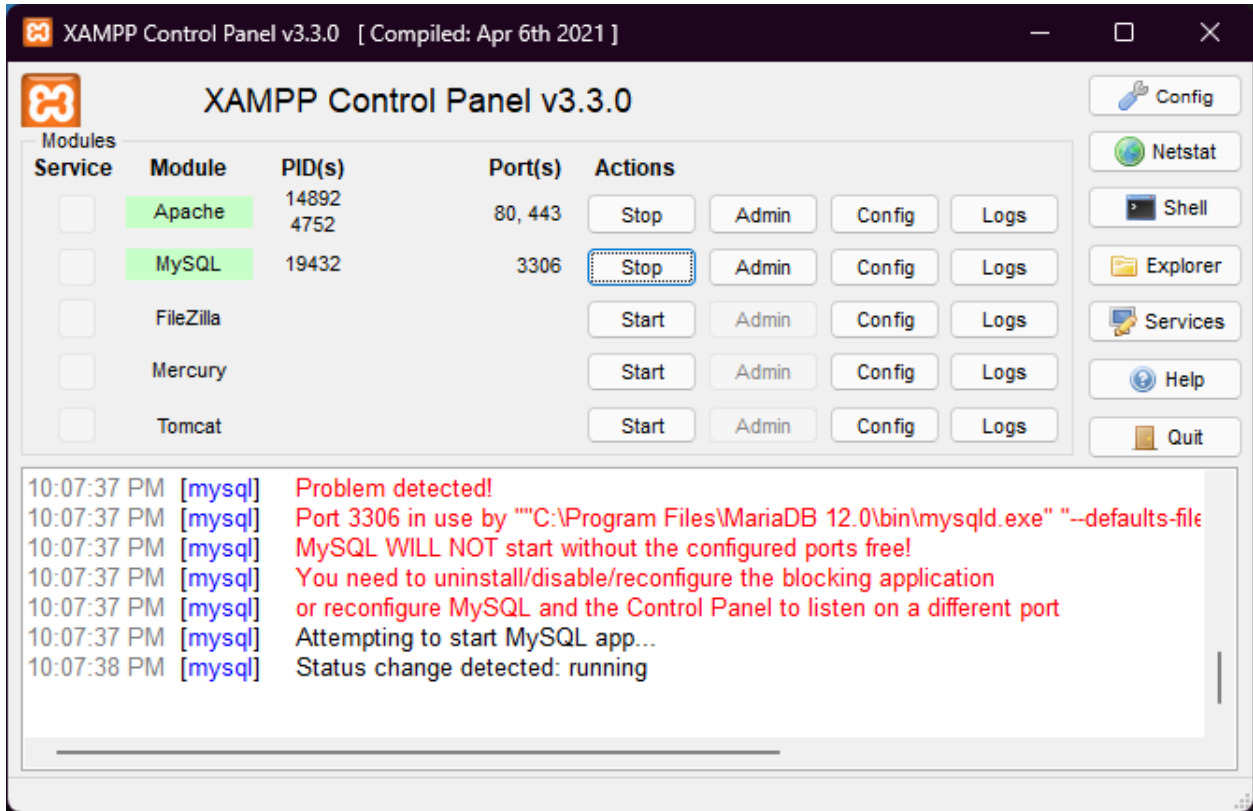 XAMPP Control Panel v3.3.0 [ Compiled: Apr 6th 2021 ]
XAMPP Control Panel v3.3.0
Config
Modules
Service Module PID(s) Port(s) Actions
Netstat
Apache 14892 4752 80, 443 Stop Admin Config Logs
Shell
MySQL 19432 3306 Stop Admin Config Logs
Explorer
FileZilla Start Admin Config Logs
Services
Mercury Start Admin Config Logs
Help
Tomcat Start Admin Config Logs
Quit
10:07:37 PM [mysql] Problem detected!
10:07:37 PM [mysql] Port 3306 in use by ""C:\Program Files\MariaDB 12.0\bin\mysqld.exe" "--defaults-file
10:07:37 PM [mysql] MySQL WILL NOT start without the configured ports free!
10:07:37 PM [mysql] You need to uninstall/disable/reconfigure the blocking application
10:07:37 PM [mysql] or reconfigure MySQL and the Control Panel to listen on a different port
10:07:37 PM [mysql] Attempting to start MySQL app...
10:07:38 PM [mysql] Status change detected: running